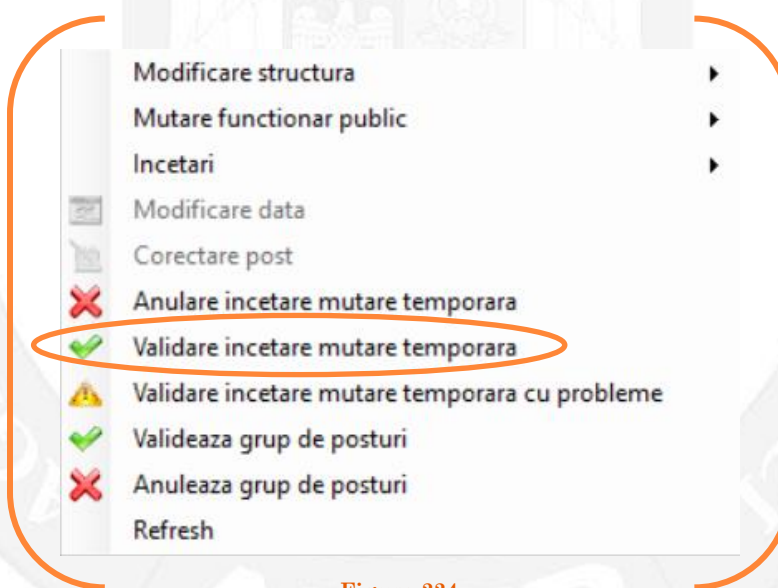 Modificare structura
Mutare functionar public
Incetari
Modificare data
Corectare post
Anulare incetare mutare temporara
Validare incetare mutare temporara
Validare incetare mutare temporara cu probleme
Valideaza grup de posturi
Anuleaza grup de posturi
Refresh